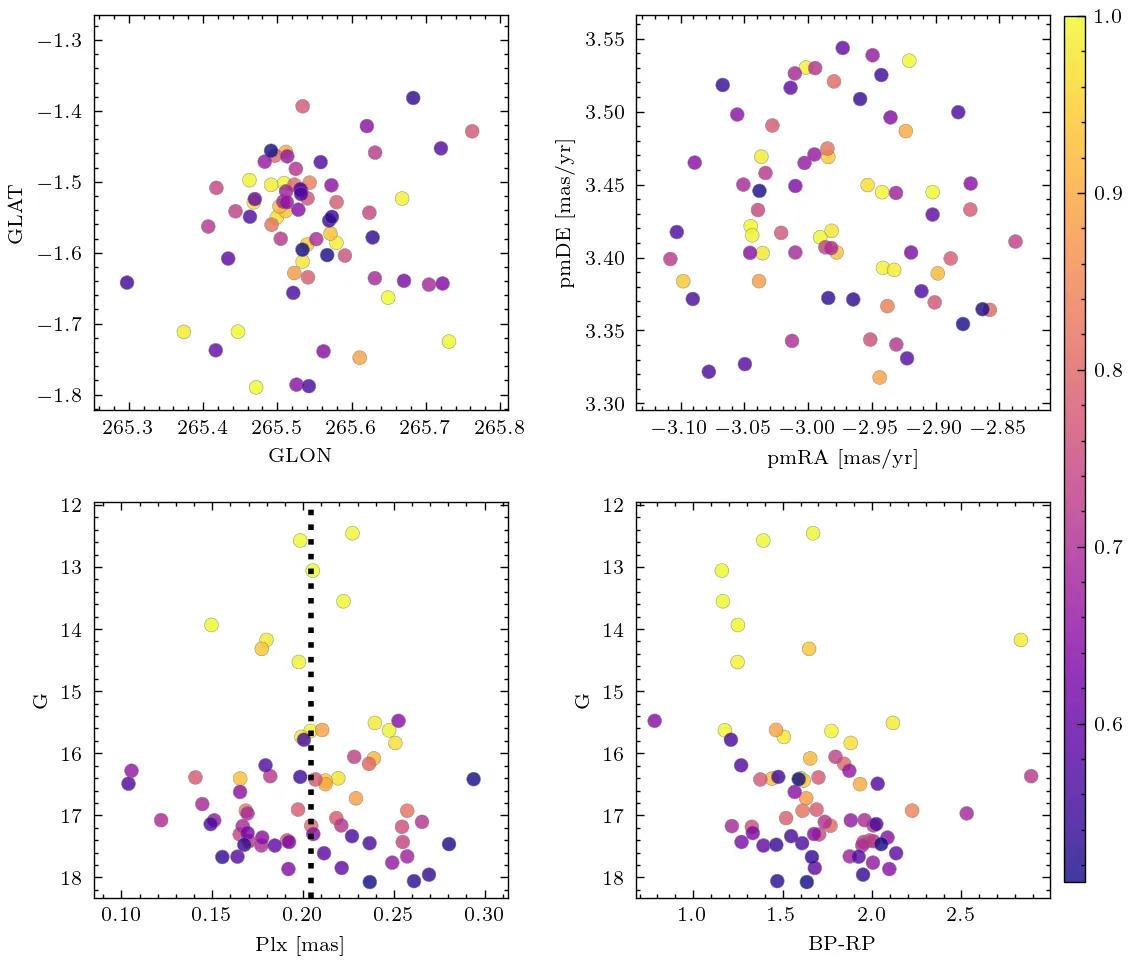 −1.3
−1.4
−1.5
−1.6
−1.7
−1.8
GLAT
265.3 265.4 265.5 265.6 265.7 265.8
GLON
3.55
3.50
3.45
3.40
3.35
3.30
pmDE [mas/yr]
−3.10 −3.05 −3.00 −2.95 −2.90 −2.85
pmRA [mas/yr]
1.0
0.9
0.8
0.7
0.6
12
13
14
15
16
17
18
G
0.10 0.15 0.20 0.25 0.30
Plx [mas]
12
13
14
15
16
17
18
G
1.0 1.5 2.0 2.5
BP-RP